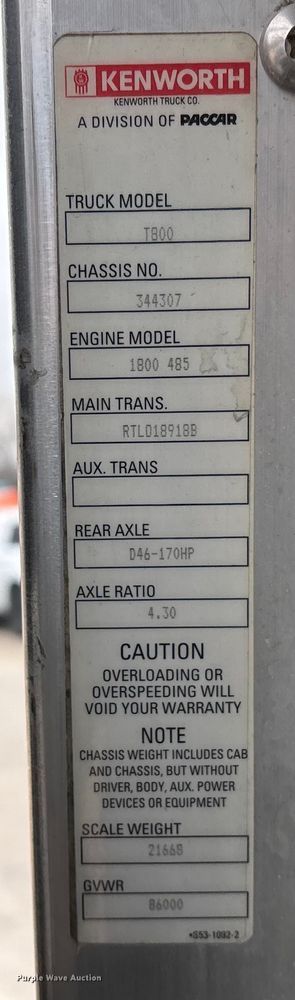 KENWORTH
KENWORTH TRUCK CO.
A DIVISION OF PACCAR
TRUCK MODEL
T800
CHASSIS NO.
344307
ENGINE MODEL
1800 485
MAIN TRANS.
RTLO18918B
AUX. TRANS
REAR AXLE
D46-170HP
AXLE RATIO
4.30
CAUTION
OVERLOADING OR
OVERSPEEDING WILL
VOID YOUR WARRANTY
NOTE
CHASSIS WEIGHT INCLUDES CAB
AND CHASSIS, BUT WITHOUT
DRIVER, BODY, AUX. POWER
DEVICES OR EQUIPMENT
SCALE WEIGHT
21668
GVWR
86000
*S53-1092-2
Purple Wave Auction